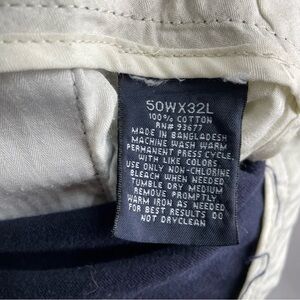 50WX32L
100% COTTON
RN# 93677
MADE IN BANGLADESH
MACHINE WASH WARM
PERMANENT PRESS CYCLE,
WITH LIKE COLORS.
USE ONLY NON-CHLORINE
BLEACH WHEN NEEDED
TUMBLE DRY MEDIUM
REMOVE PROMPTLY
WARM IRON AS NEEDED
FOR BEST RESULTS DO
NOT DRYCLEAN